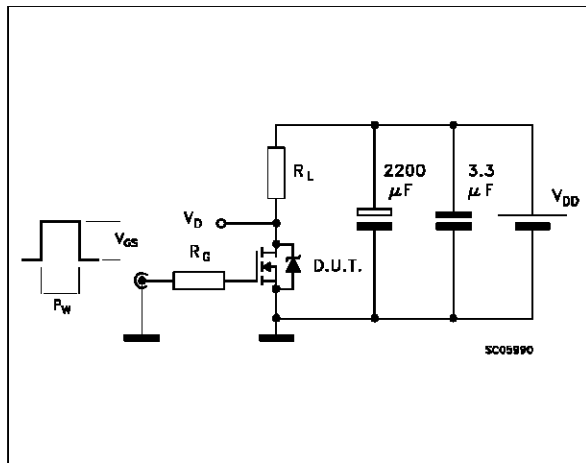 R_L
2200
μF
3.3
μF
V_DD
V_D
V_GS
R_G
D.U.T.
P_W
SC05990